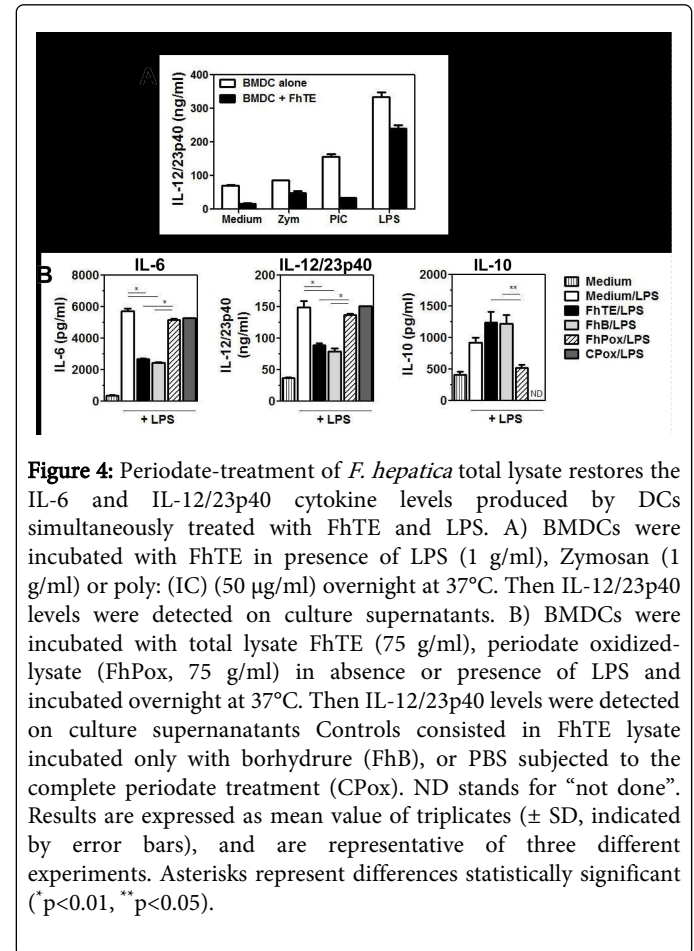 A
400
300
200
100
0
IL-12/23p40 (ng/ml)
BMDC alone
BMDC + FhTE
Medium Zym PIC LPS
B
IL-6
8000
6000
4000
2000
0
IL-6 (pg/ml)
*
*
+ LPS
IL-12/23p40
200
150
100
50
0
IL-12/23p40
(ng/ml)
*
*
+ LPS
IL-10
2000
1500
1000
500
0
IL-10 (pg/ml)
**
ND
+ LPS
Medium
Medium/LPS
FhTE/LPS
FhB/LPS
FhPox/LPS
CPox/LPS
Figure 4: Periodate-treatment of F. hepatica total lysate restores the
IL-6 and IL-12/23p40 cytokine levels produced by DCs
simultaneously treated with FhTE and LPS. A) BMDCs were
incubated with FhTE in presence of LPS (1 g/ml), Zymosan (1
g/ml) or poly: (IC) (50 µg/ml) overnight at 37°C. Then IL-12/23p40
levels were detected on culture supernatants. B) BMDCs were
incubated with total lysate FhTE (75 g/ml), periodate oxidized-
lysate (FhPox, 75 g/ml) in absence or presence of LPS and
incubated overnight at 37°C. Then IL-12/23p40 levels were detected
on culture supernanatants Controls consisted in FhTE lysate
incubated only with borhydrure (FhB), or PBS subjected to the
complete periodate treatment (CPox). ND stands for “not done”.
Results are expressed as mean value of triplicates (± SD, indicated
by error bars), and are representative of three different
experiments. Asterisks represent differences statistically significant
(*p<0.01, **p<0.05).